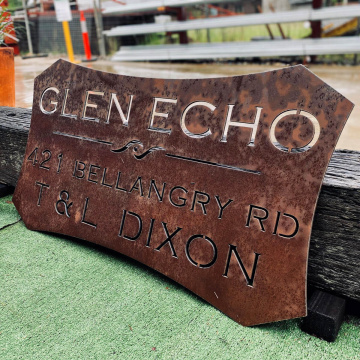 GLEN ECHO
421 BELLANGRY RD
T & L DIXON